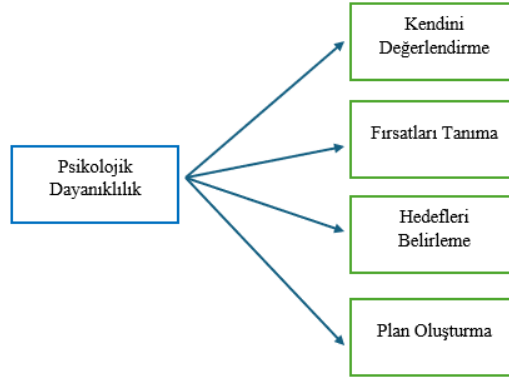 Kendini
Değerlendirme
Fırsatları Tanıma
Psikolojik
Dayanıklılık
Hedefleri
Belirleme
Plan Oluşturma